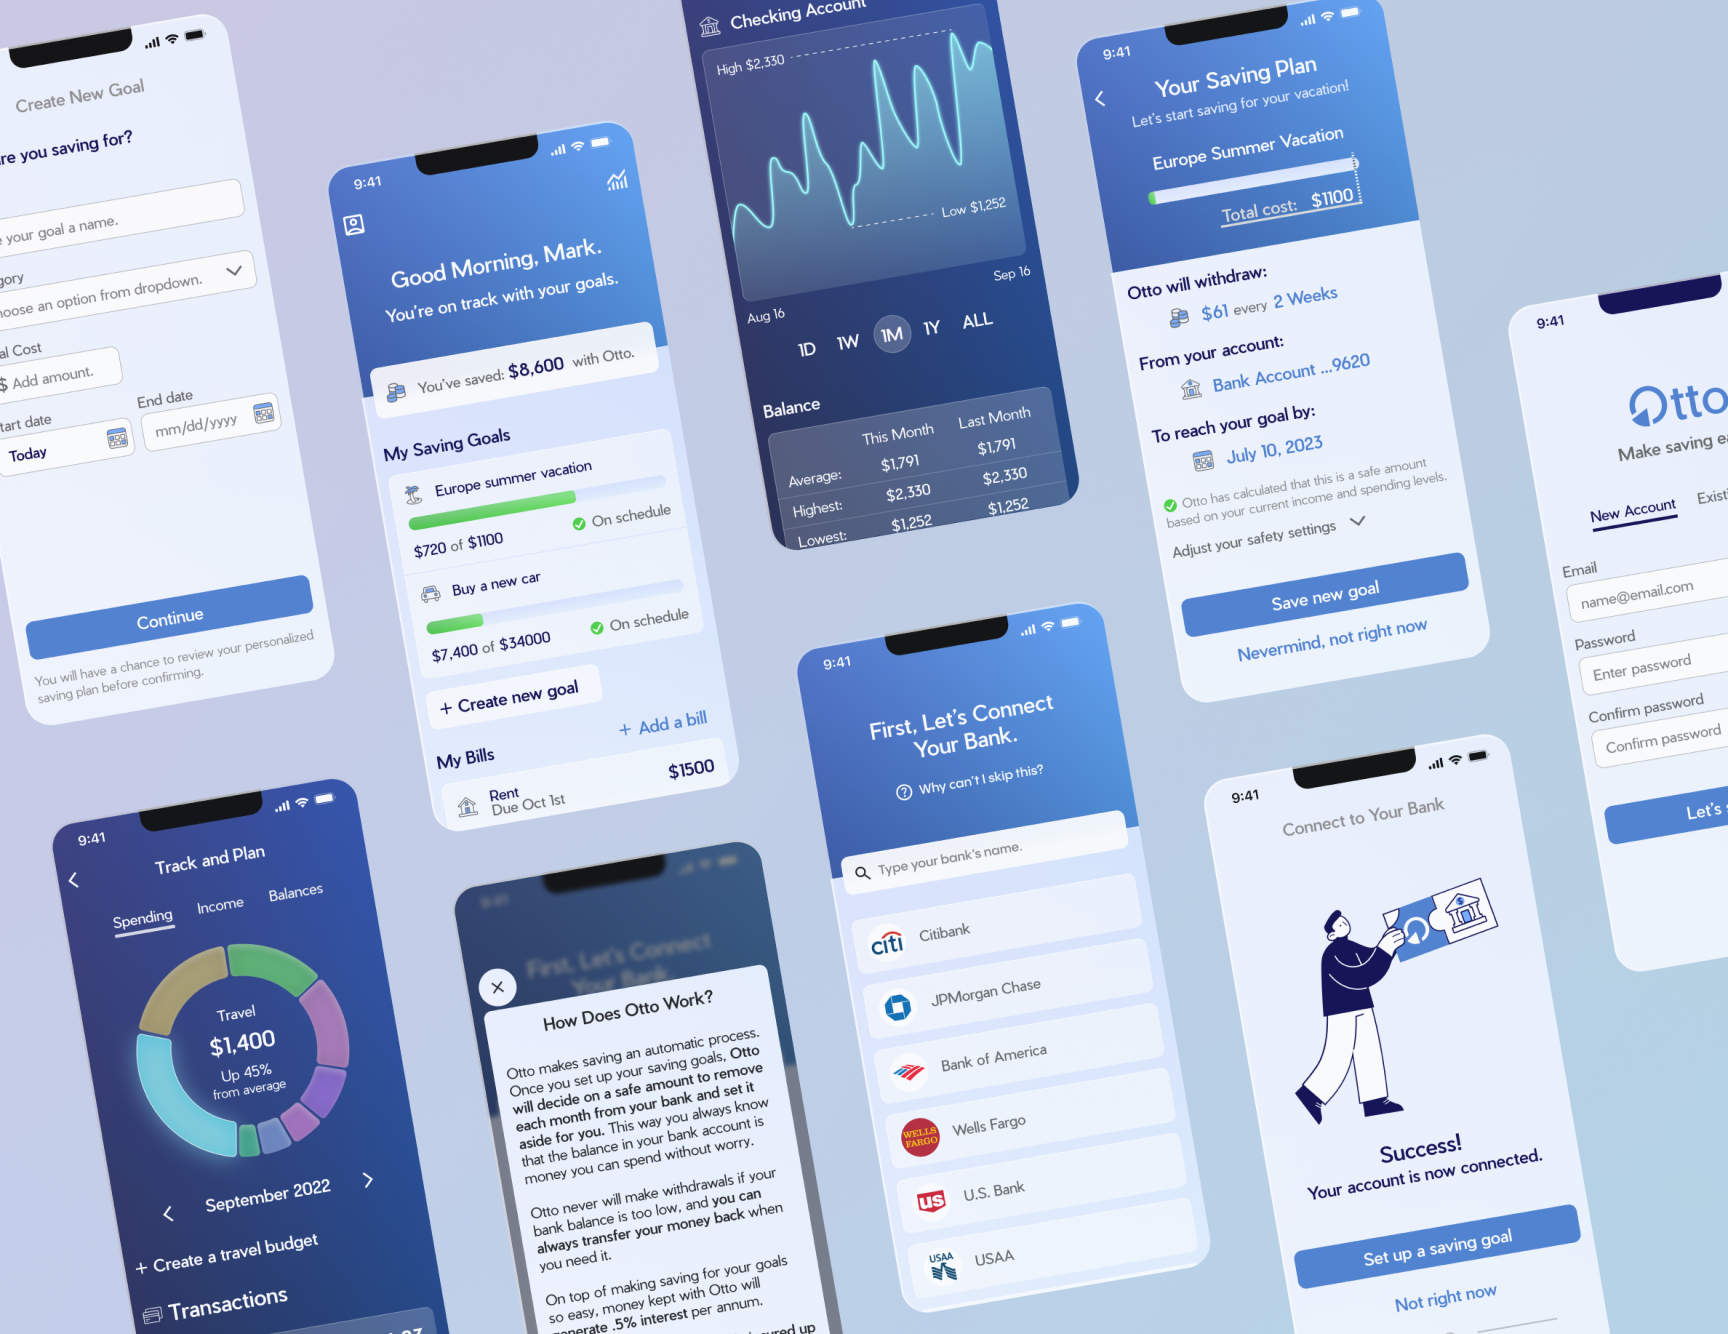 Create New Goal
re you saving for?
your goal a name.
gory
oose an option from dropdown.
al Cost
$ Add amount.
tart date
End date
Today
mm/dd/yyyy
Continue
You will have a chance to review your personalized
saving plan before confirming.
9:41
Good Morning, Mark.
You're on track with your goals.
You've saved: $8,600 with Otto.
My Saving Goals
Europe summer vacation
$720 of $1100
On schedule
Buy a new car
$7,400 of $34000
On schedule
+ Create new goal
+ Add a bill
My Bills
Rent
Due Oct 1st
$1500
Checking Account
High $2,330
Low $1,252
Aug 16
Sep 16
1D 1W 1M 1Y ALL
Balance
This Month Last Month
Average: $1,791 $1,791
Highest: $2,330 $2,330
Lowest: $1,252 $1,252
9:41
Your Saving Plan
Let's start saving for your vacation!
Europe Summer Vacation
Total cost: $1100
Otto will withdraw:
$61 every 2 Weeks
From your account:
Bank Account ...9620
To reach your goal by:
July 10, 2023
Otto has calculated that this is a safe amount
based on your current income and spending levels.
Adjust your safety settings
Save new goal
Nevermind, not right now
9:41
Otto
Make saving ea
New Account
Existi
Email
name@email.com
Password
Enter password
Confirm password
Confirm password
Let's
9:41
Track and Plan
Spending Income Balances
Travel
$1,400
Up 45%
from average
September 2022
+ Create a travel budget
Transactions
9:41
First, Let's Connect
Your Bank.
How Does Otto Work?
Otto makes saving an automatic process.
Once you set up your saving goals, Otto
will decide on a safe amount to remove
each month from your bank and set it
aside for you. This way you always know
that the balance in your bank account is
money you can spend without worry.
Otto never will make withdrawals if your
bank balance is too low, and you can
always transfer your money back when
you need it.
On top of making saving for your goals
so easy, money kept with Otto will
generate .5% interest per annum.
sured up
9:41
First, Let's Connect
Your Bank.
Why can't I skip this?
Type your bank's name.
citi
Citibank
JPMorgan Chase
Bank of America
WELLS
FARGO
Wells Fargo
us
U.S. Bank
USAA
USAA
9:41
Connect to Your Bank
Success!
Your account is now connected.
Set up a saving goal
Not right now